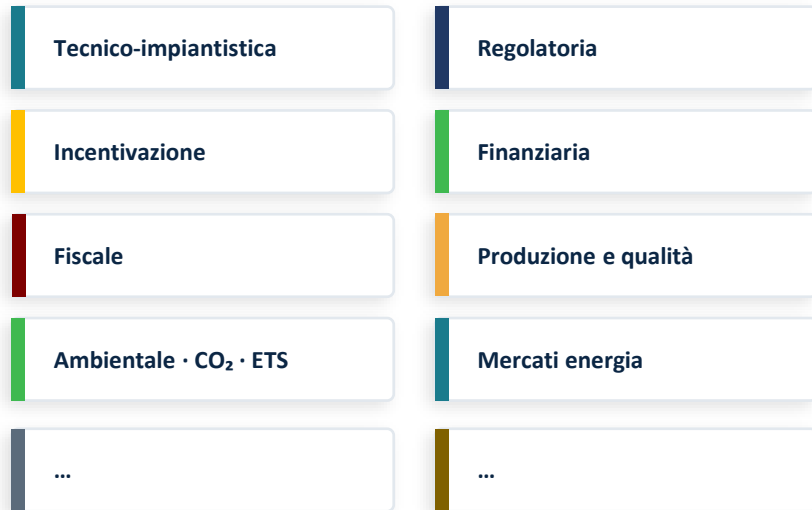 Tecnico-impiantistica
Regolatoria
Incentivazione
Finanziaria
Fiscale
Produzione e qualità
Ambientale · CO₂ · ETS
Mercati energia
...
...